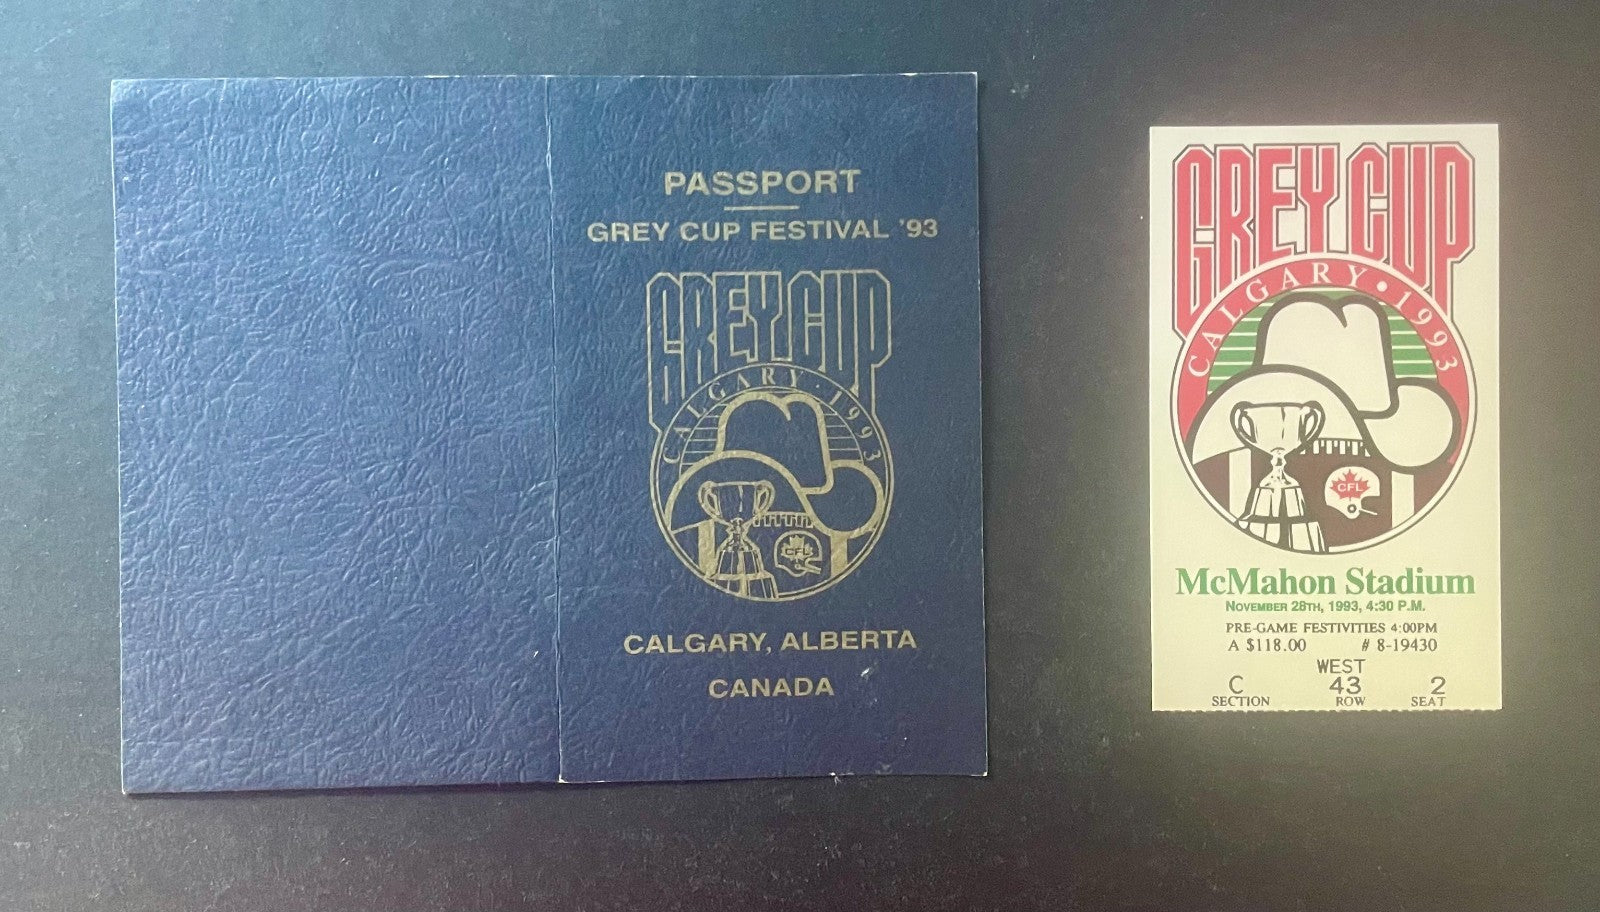 PASSPORT
GREY CUP FESTIVAL '93
GREY CUP
CALGARY · 1993
CFL
CALGARY, ALBERTA
CANADA
GREY CUP
CALGARY • 1993
CFL
McMahon Stadium
NOVEMBER 28TH, 1993, 4:30 P.M.
PRE-GAME FESTIVITIES 4:00PM
A $118.00 # 8-19430
WEST
C 43 2
SECTION ROW SEAT